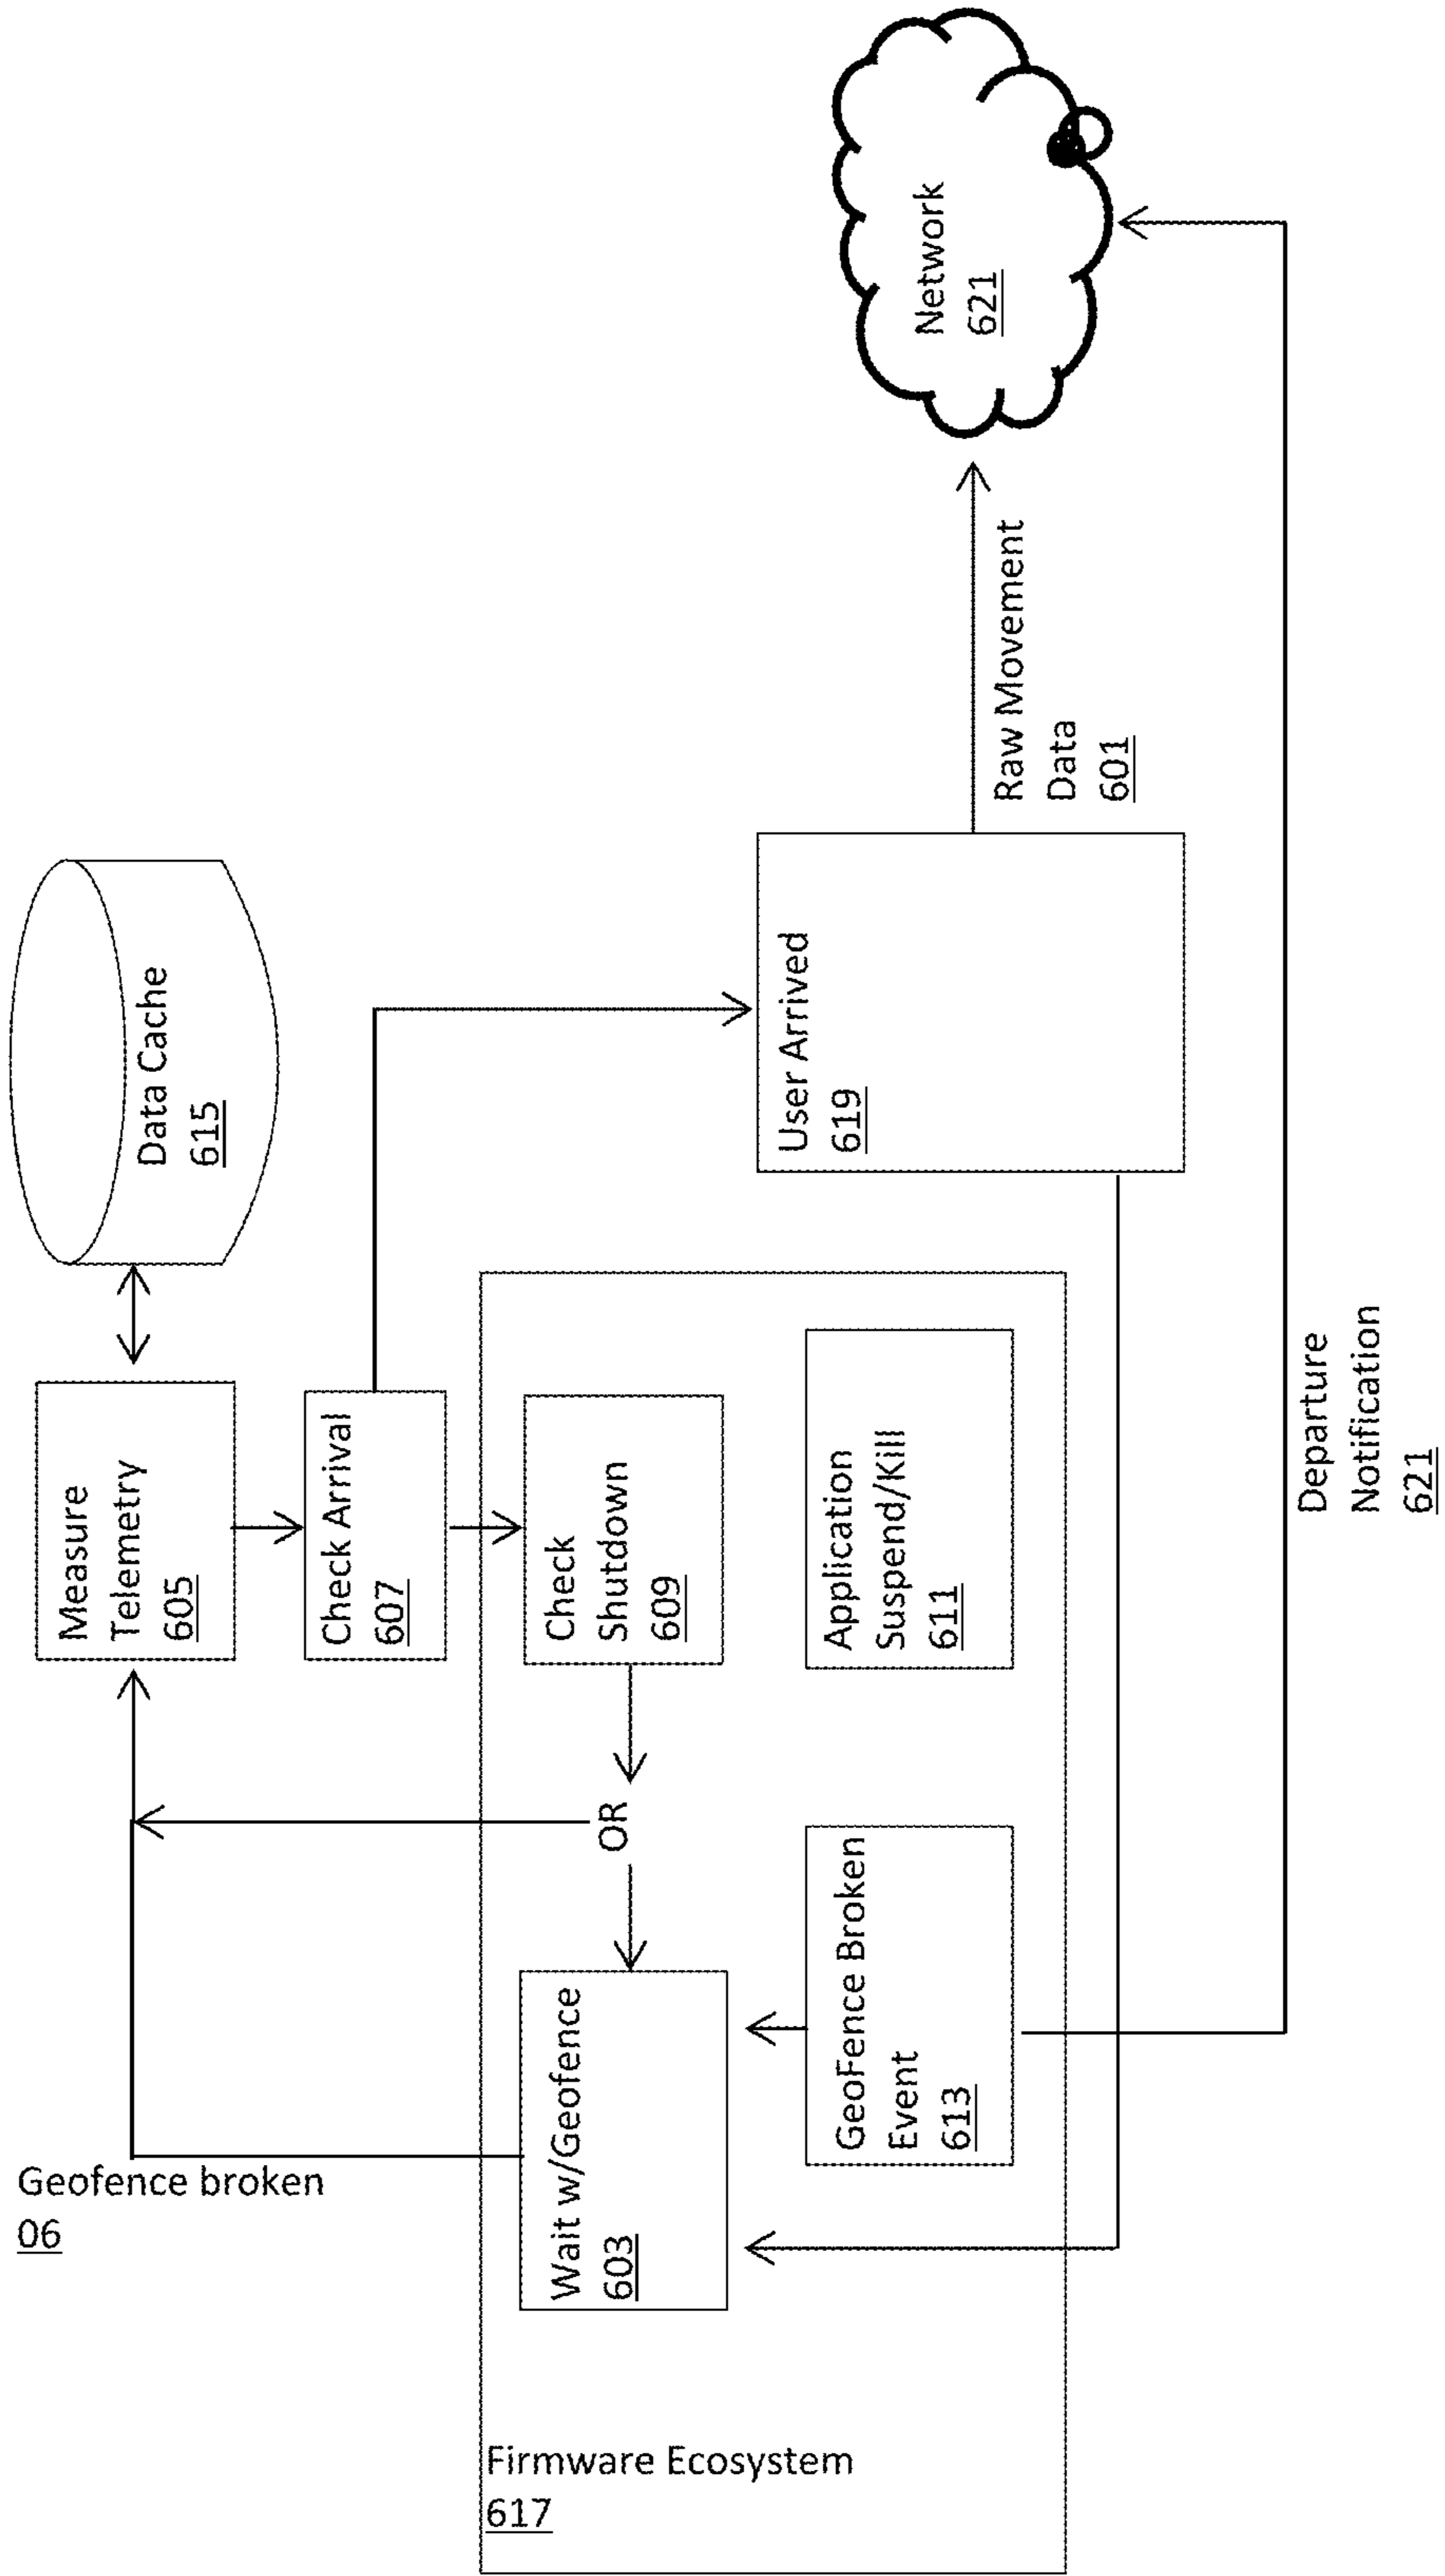 Geofence broken
06
Measure
Telemetry
605
Data Cache
615
Check Arrival
607
Firmware Ecosystem
617
Wait w/Geofence
603
OR
Check
Shutdown
609
GeoFence Broken
Event
613
Application
Suspend/Kill
611
User Arrived
619
Raw Movement
Data
601
Network
621
Departure
Notification
621